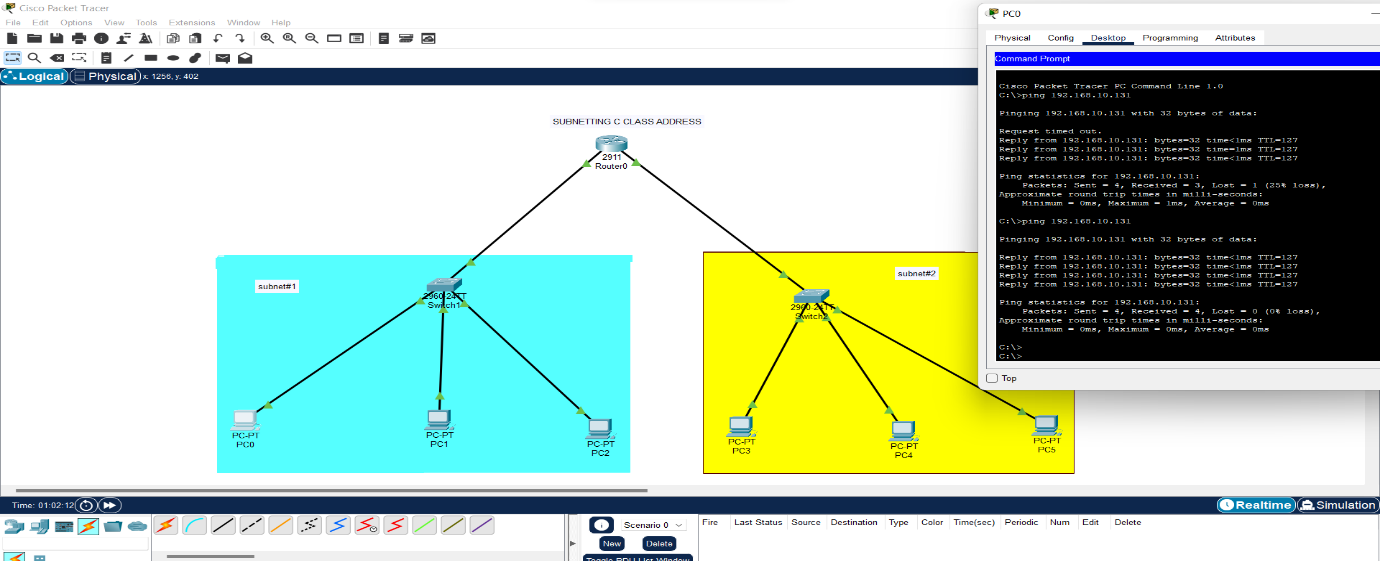 Cisco Packet Tracer
File Edit Options View Tools Extensions Window Help
Logical Physical x: 1256, y: 402
SUBNETTING C CLASS ADDRESS
2911
Router0
subnet#1
2960-24TT
Switch1
PC-PT
PC0
PC-PT
PC1
PC-PT
PC2
subnet#2
2960-24TT
Switch2
PC-PT
PC3
PC-PT
PC4
PC-PT
PC5
PC0
Physical Config Desktop Programming Attributes
Command Prompt
Cisco Packet Tracer PC Command Line 1.0
C:\>ping 192.168.10.131
Pinging 192.168.10.131 with 32 bytes of data:
Request timed out.
Reply from 192.168.10.131: bytes=32 time<1ms TTL=127
Reply from 192.168.10.131: bytes=32 time=1ms TTL=127
Reply from 192.168.10.131: bytes=32 time<1ms TTL=127
Ping statistics for 192.168.10.131:
Packets: Sent = 4, Received = 3, Lost = 1 (25% loss),
Approximate round trip times in milli-seconds:
Minimum = 0ms, Maximum = 1ms, Average = 0ms
C:\>ping 192.168.10.131
Pinging 192.168.10.131 with 32 bytes of data:
Reply from 192.168.10.131: bytes=32 time<1ms TTL=127
Reply from 192.168.10.131: bytes=32 time<1ms TTL=127
Reply from 192.168.10.131: bytes=32 time<1ms TTL=127
Reply from 192.168.10.131: bytes=32 time<1ms TTL=127
Ping statistics for 192.168.10.131:
Packets: Sent = 4, Received = 4, Lost = 0 (0% loss),
Approximate round trip times in milli-seconds:
Minimum = 0ms, Maximum = 0ms, Average = 0ms
C:\>
C:\>
Top
Time: 01:02:12
Realtime Simulation
Scenario 0
New Delete
Toggle PDU List Window
Fire Last Status Source Destination Type Color Time(sec) Periodic Num Edit Delete